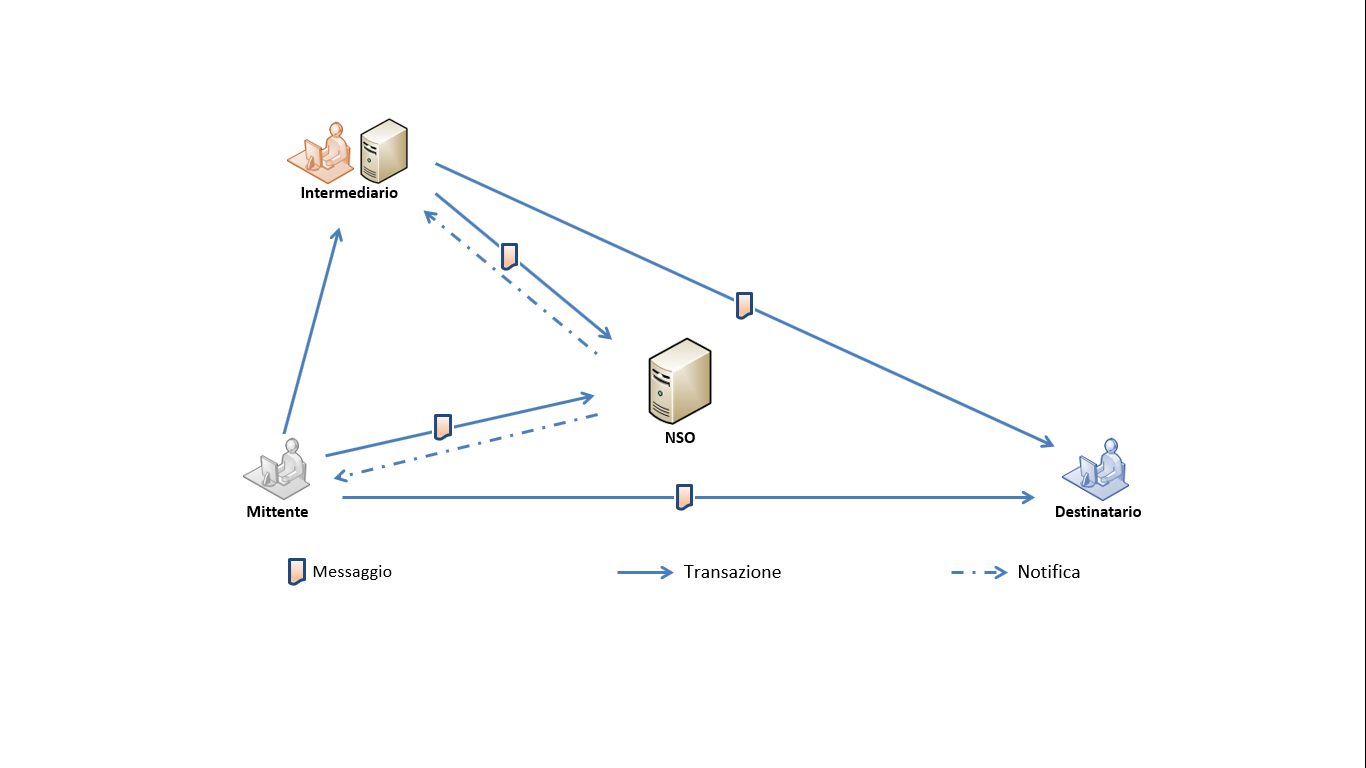 Intermediario
NSO
Mittente
Destinatario
Messaggio
Transazione
Notifica